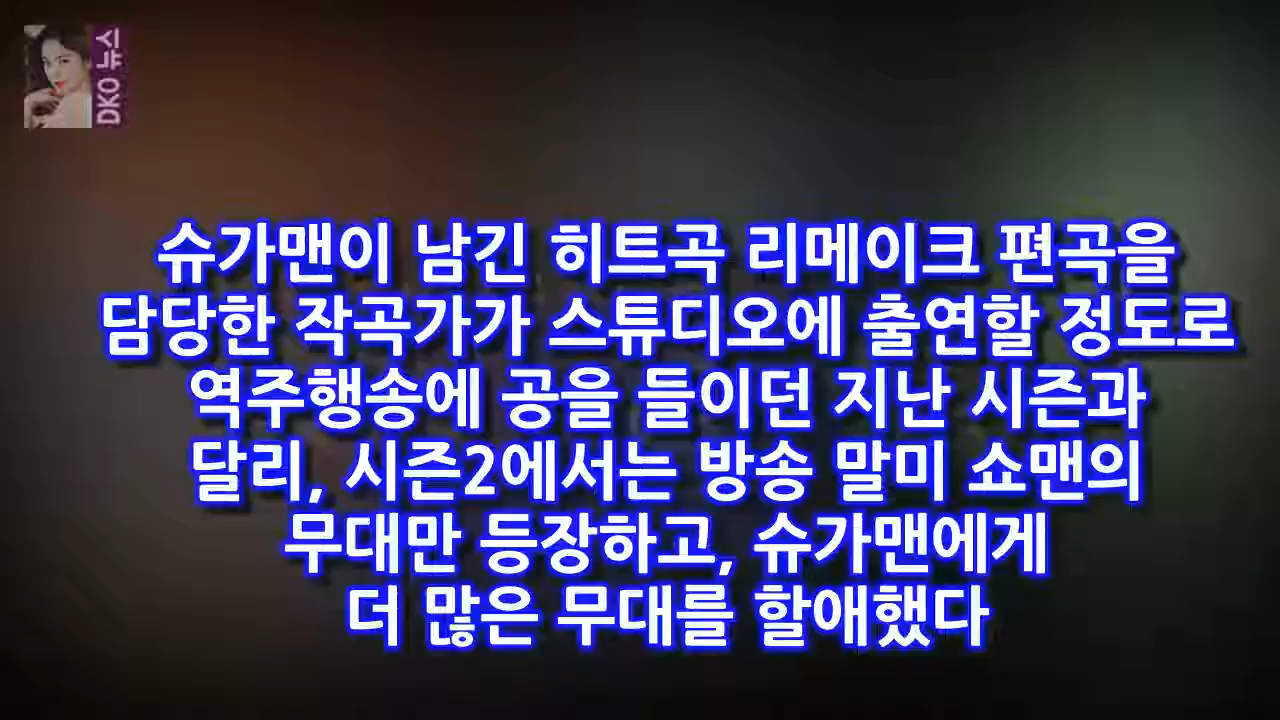 DKO 뉴스
슈가맨이 남긴 히트곡 리메이크 편곡을
담당한 작곡가가 스튜디오에 출연할 정도로
역주행송에 공을 들이던 지난 시즌과
달리, 시즌2에서는 방송 말미 쇼맨의
무대만 등장하고, 슈가맨에게
더 많은 무대를 할애했다